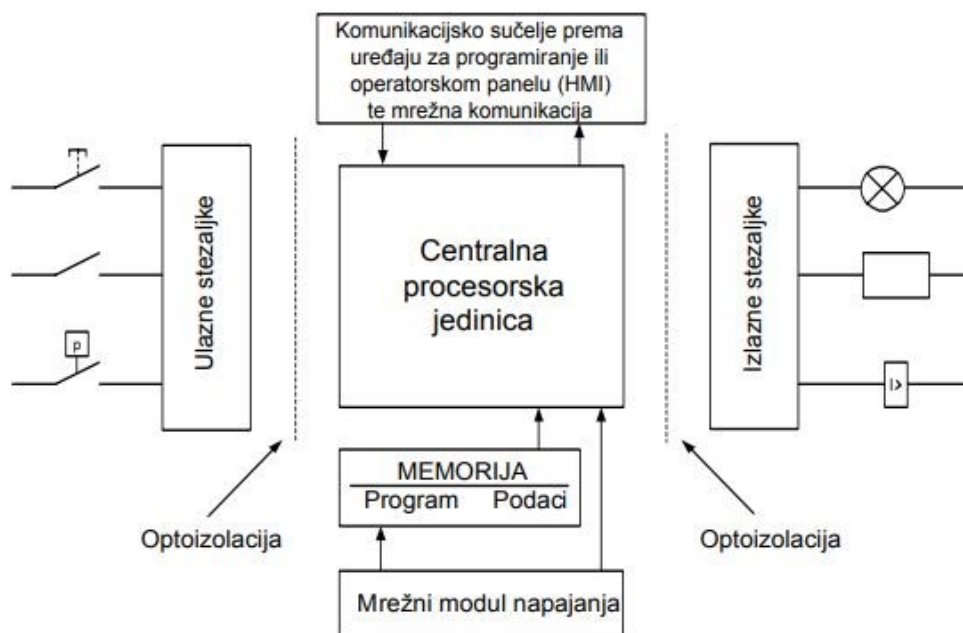 Komunikacijsko sučelje prema
uređaju za programiranje ili
operatorskom panelu (HMI)
te mrežna komunikacija
Ulazne stezaljke
p
Centralna
procesorska
jedinica
Izlazne stezaljke
I>
MEMORIJA
Program Podaci
Optoizolacija
Optoizolacija
Mrežni modul napajanja